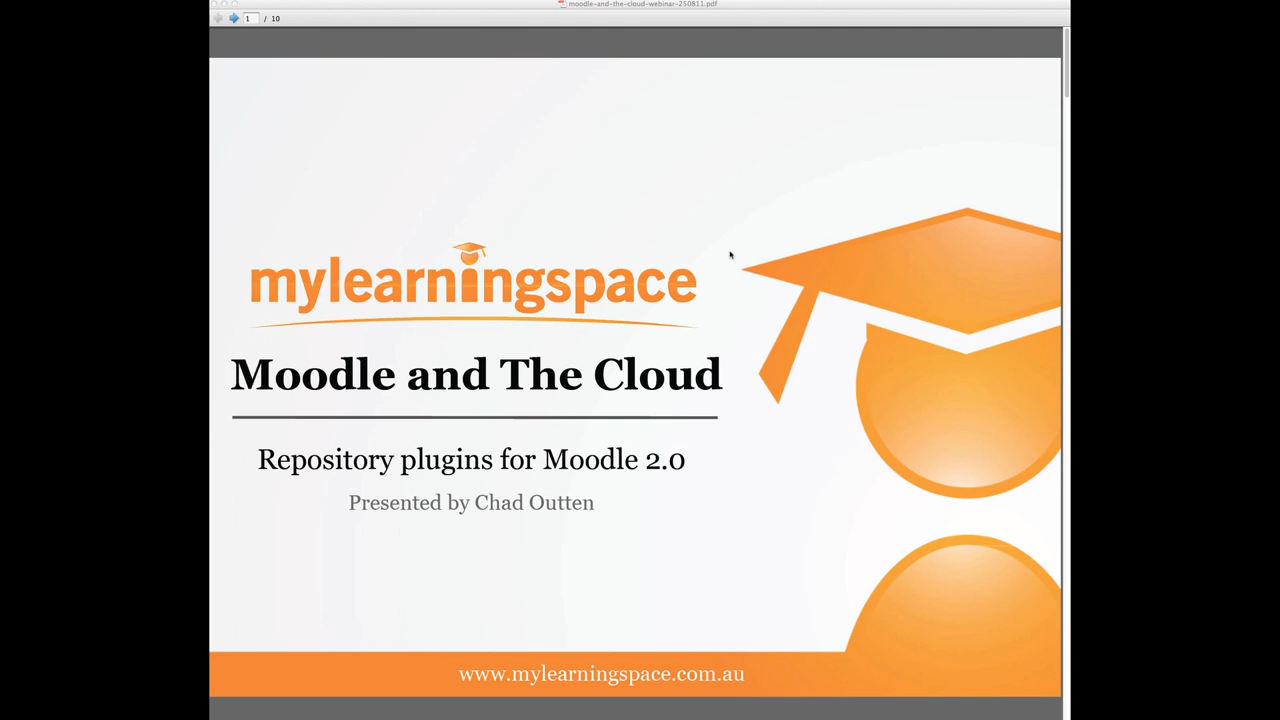 moodle-and-the-cloud-webinar-250811.pdf
1 / 10
mylearningspace
Moodle and The Cloud
Repository plugins for Moodle 2.0
Presented by Chad Outten
www.mylearningspace.com.au